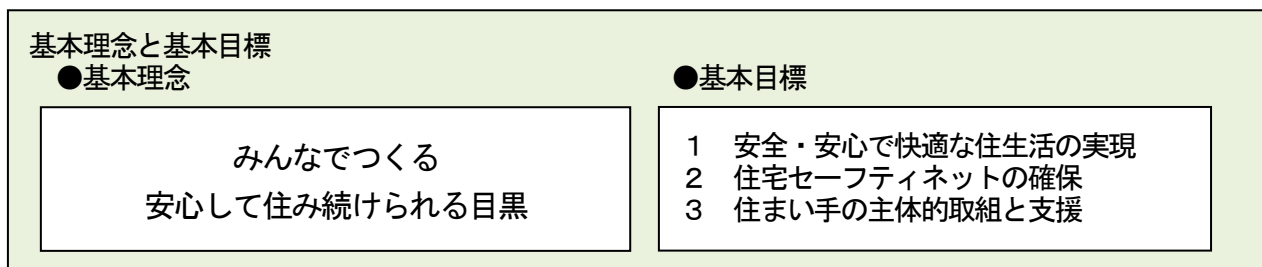 基本理念と基本目標
●基本理念
みんなでつくる
安心して住み続けられる目黒
●基本目標
１　安全・安心で快適な住生活の実現
２　住宅セーフティネットの確保
３　住まい手の主体的取組と支援